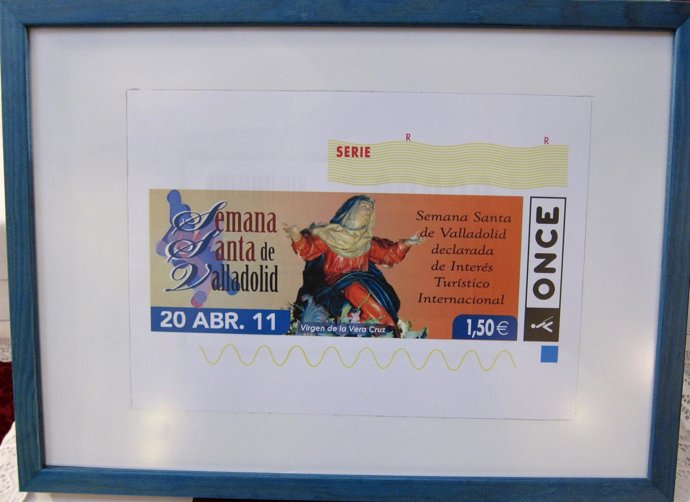 R R
SERIE
Semana
Santa de
Valladolid
Semana Santa
de Valladolid
declarada
de Interés
Turístico
Internacional
ONCE
20 ABR. 11
Virgen de la Vera Cruz
1,50€